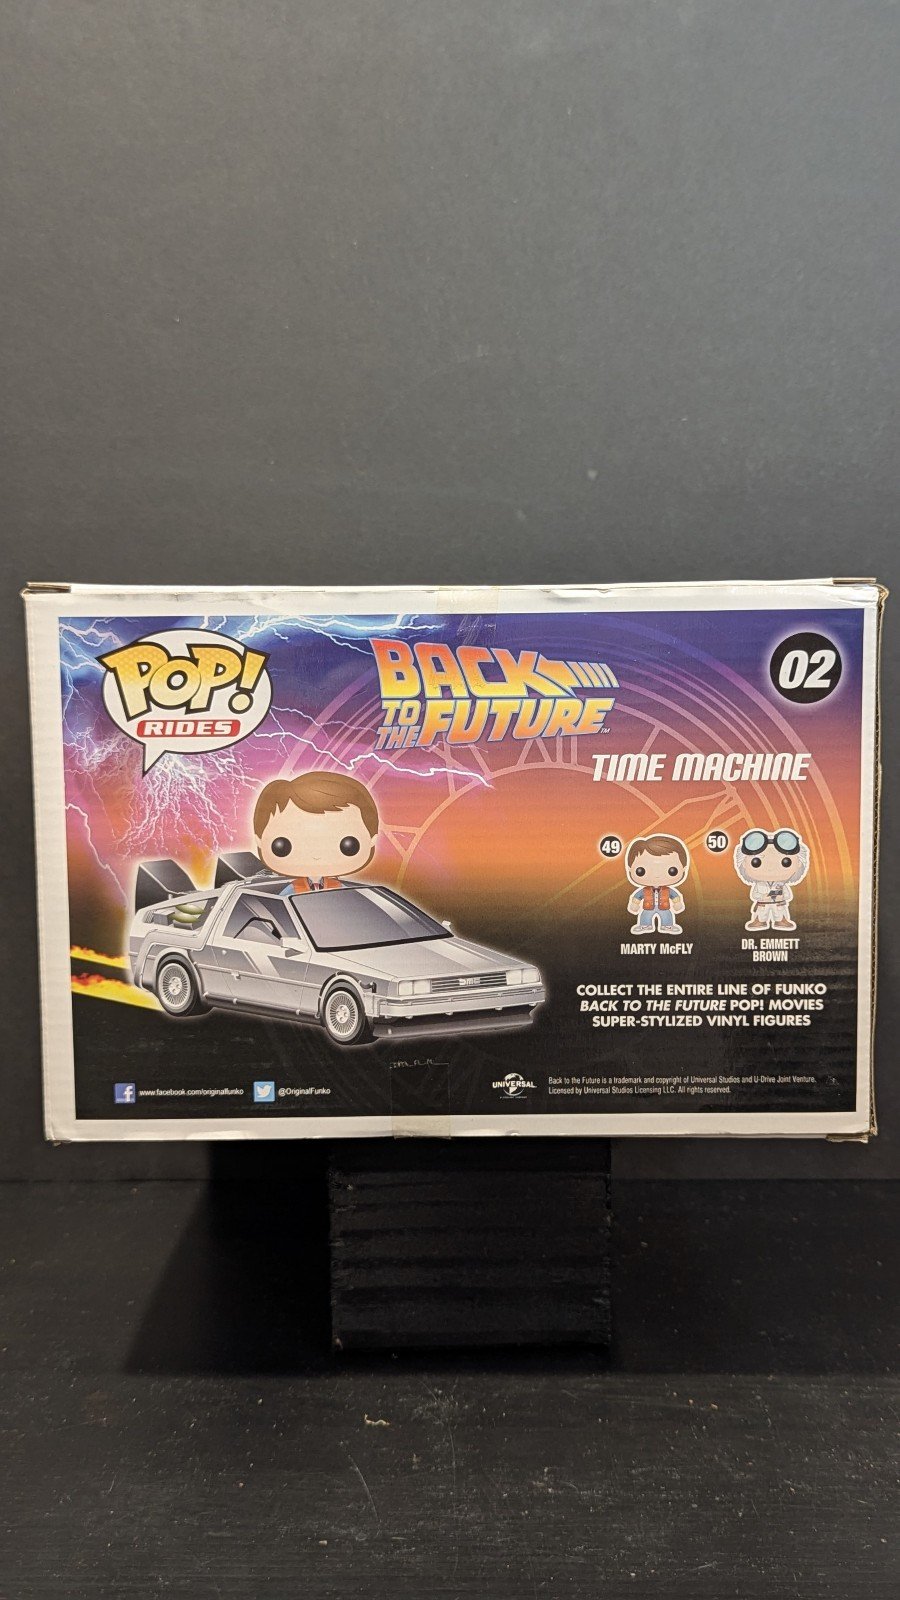 POP!
RIDES
BACK
TO THE FUTURE™
02
TIME MACHINE
49
50
MARTY McFLY
DR. EMMETT
BROWN
COLLECT THE ENTIRE LINE OF FUNKO
BACK TO THE FUTURE POP! MOVIES
SUPER-STYLIZED VINYL FIGURES
DMC
f www.facebook.com/originalfunko
@OriginalFunko
UNIVERSAL
Back to the Future is a trademark and copyright of Universal Studios and U-Drive Joint Venture.
Licensed by Universal Studios Licensing LLC. All rights reserved.